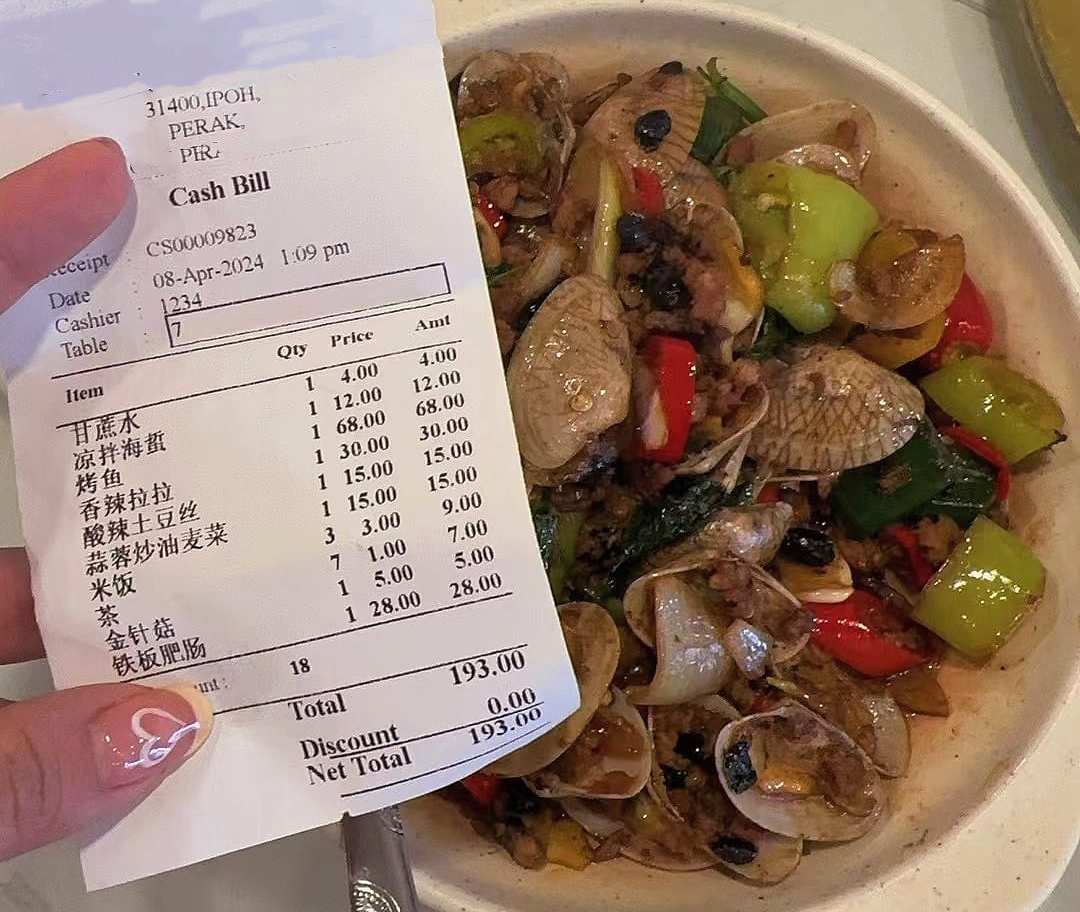 31400,IPOH,
PERAK,
Cash Bill
: CS00009823
Date : 08-Apr-2024 1:09 pm
Cashier : 1234
Table : 7
Item Qty Price Amt
甘蔗水 1 4.00 4.00
凉拌海蜇 1 12.00 12.00
烤鱼 1 68.00 68.00
香辣拉拉 1 30.00 30.00
酸辣土豆丝 1 15.00 15.00
蒜蓉炒油麦菜 1 15.00 15.00
米饭 3 3.00 9.00
茶 7 1.00 7.00
金针菇 1 5.00 5.00
铁板肥肠 1 28.00 28.00
18
Total 193.00
Discount 0.00
Net Total 193.00